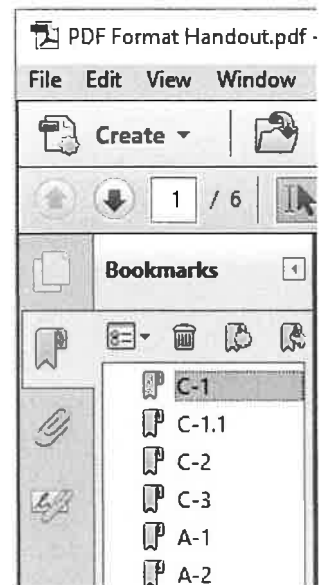 PDF Format Handout.pdf -
File Edit View Window
Create
1 / 6
Bookmarks
C-1
C-1.1
C-2
C-3
A-1
A-2